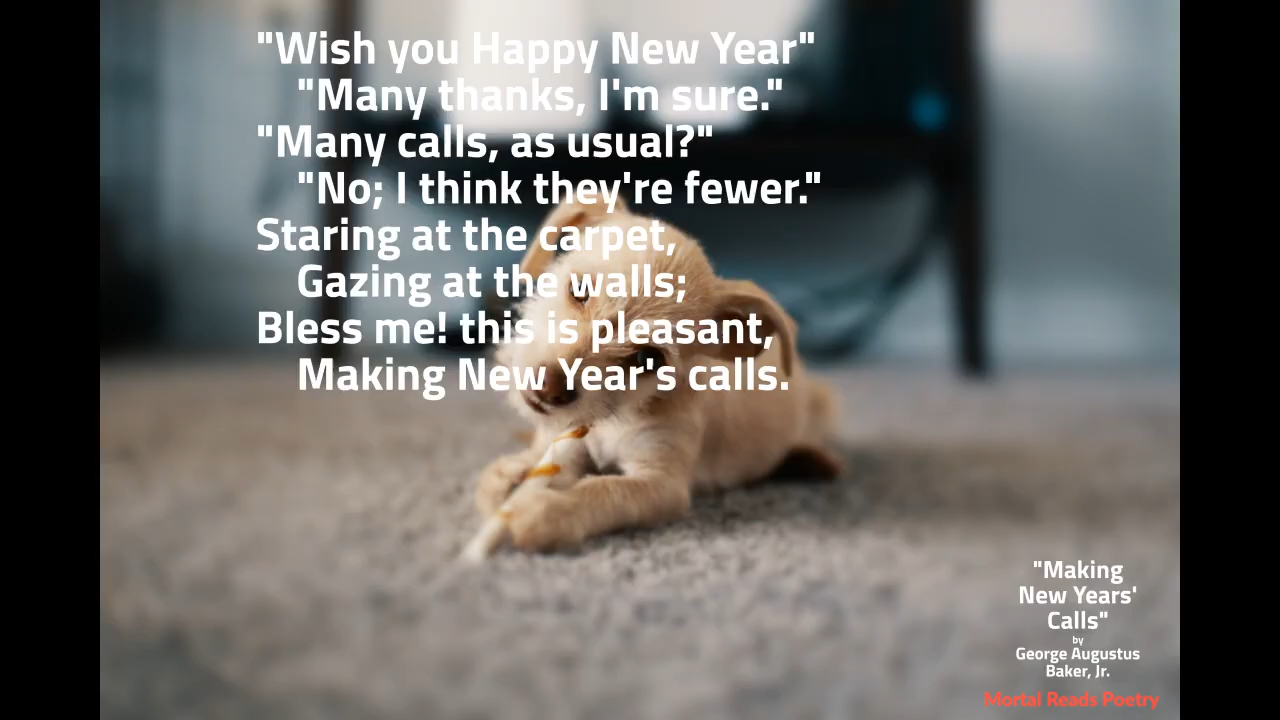 "Wish you Happy New Year"
"Many thanks, I'm sure."
"Many calls, as usual?"
"No; I think they're fewer."
Staring at the carpet,
Gazing at the walls;
Bless me! this is pleasant,
Making New Year's calls.
"Making
New Years'
Calls"
by
George Augustus
Baker, Jr.
Mortal Reads Poetry